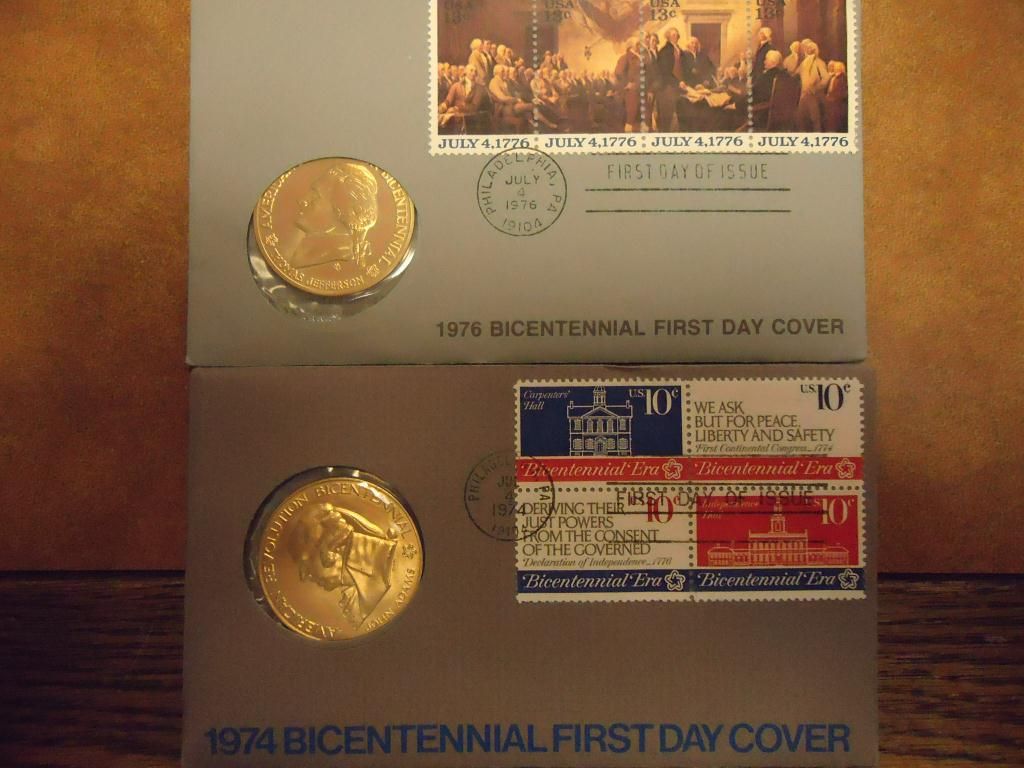 USA 13c USA 13c USA 13c USA 13c
JULY 4,1776 JULY 4,1776 JULY 4,1776 JULY 4,1776
PHILADELPHIA, PA
JULY
4
1976
19104
FIRST DAY OF ISSUE
AMERICAN BICENTENNIAL
THOMAS JEFFERSON
1976 BICENTENNIAL FIRST DAY COVER
Carpenters' Hall
U.S. 10c
WE ASK
BUT FOR PEACE,
LIBERTY AND SAFETY
First Continental Congress...1774
U.S. 10c
Bicentennial Era Bicentennial Era
PA
4
1974
FIRST DAY OF ISSUE
DERIVING THEIR
JUST POWERS
FROM THE CONSENT
OF THE GOVERNED
Declaration of Independence...1776
10c
10c
Bicentennial Era Bicentennial Era
AMERICAN REVOLUTION BICENTENNIAL
JOHN ADAMS
1974 BICENTENNIAL FIRST DAY COVER